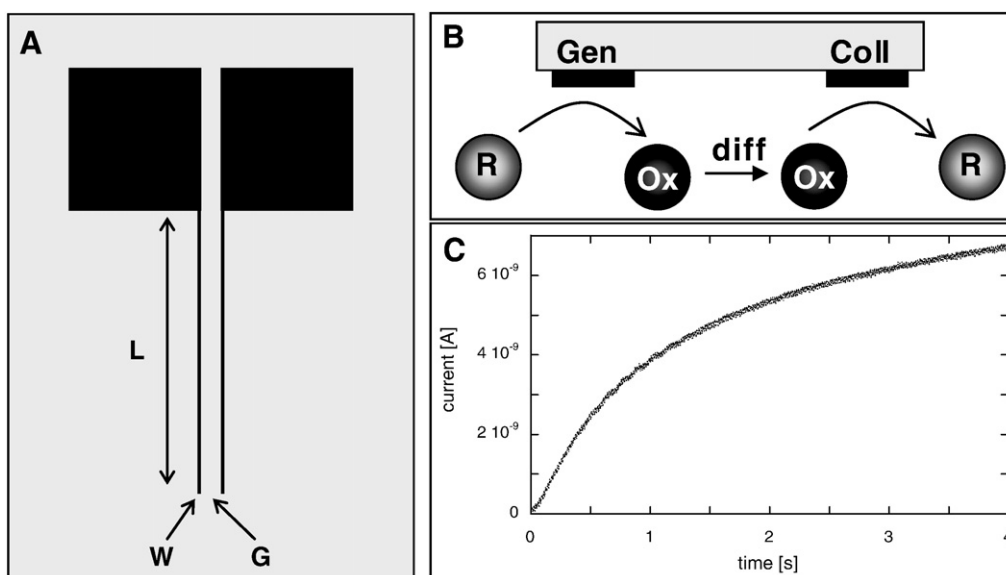 A
L
W
G
B
Gen
Coll
R
Ox
diff
Ox
R
C
current [A]
6 10⁻⁹
4 10⁻⁹
2 10⁻⁹
0
0
1
2
3
4
time [s]